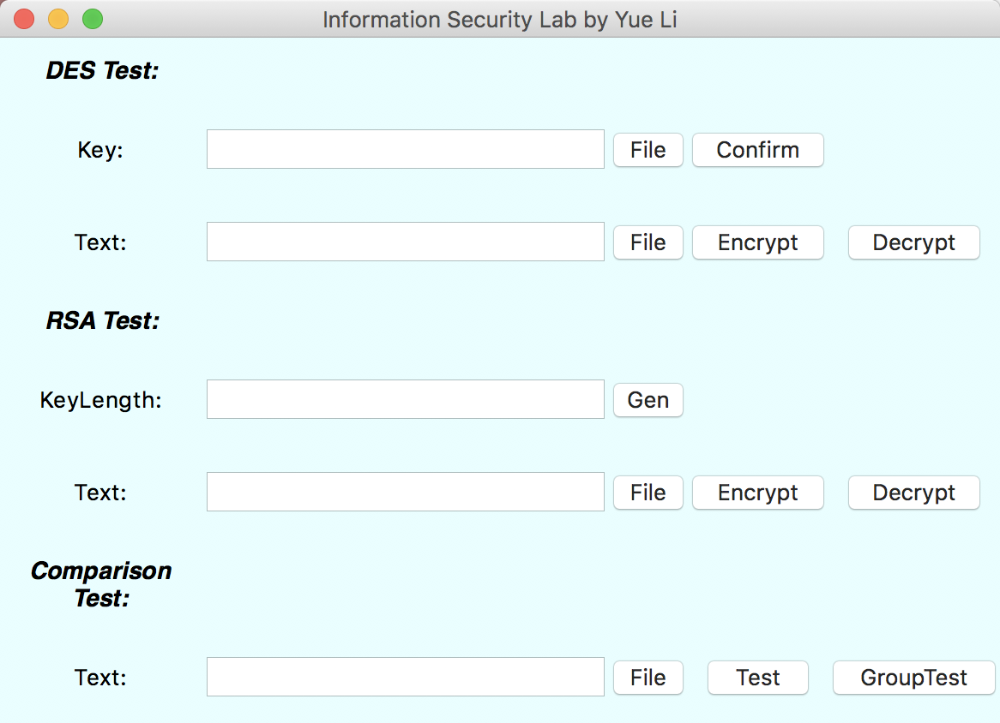 Information Security Lab by Yue Li
DES Test:
Key: File Confirm
Text: File Encrypt Decrypt
RSA Test:
KeyLength: Gen
Text: File Encrypt Decrypt
Comparison
Test:
Text: File Test GroupTest